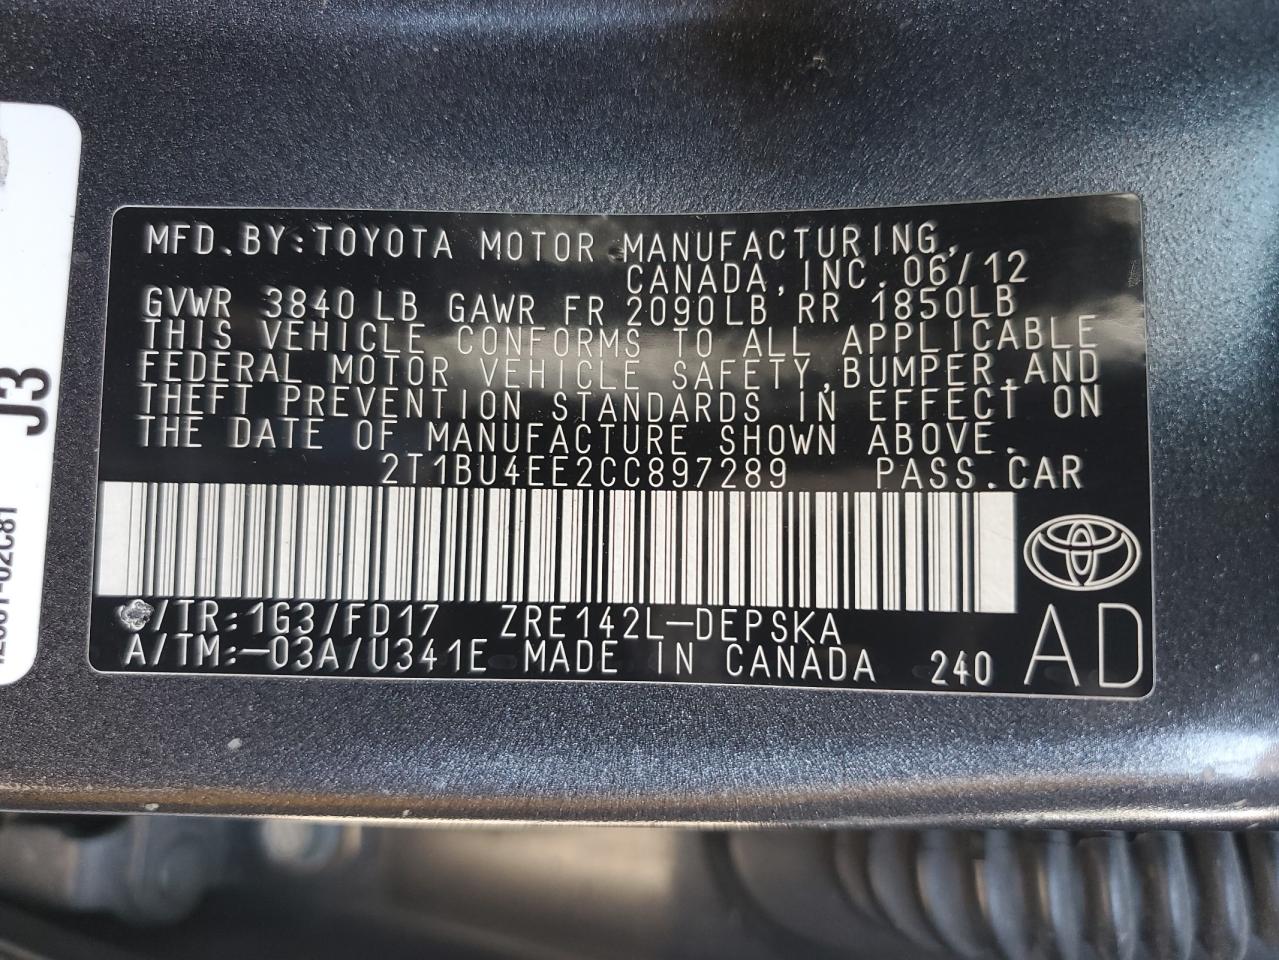 MFD.BY:TOYOTA MOTOR MANUFACTURING,
CANADA,INC.06/12
GVWR 3840 LB GAWR FR 2090LB RR 1850LB
THIS VEHICLE CONFORMS TO ALL APPLICABLE
FEDERAL MOTOR VEHICLE SAFETY,BUMPER,AND
THEFT PREVENTION STANDARDS IN EFFECT ON
THE DATE OF MANUFACTURE SHOWN ABOVE.
2T1BU4EE2CC897289 PASS.CAR
/TR:1G3/FD17 ZRE142L-DEPSKA
A/TM:-03A/U341E MADE IN CANADA 240
AD
J3